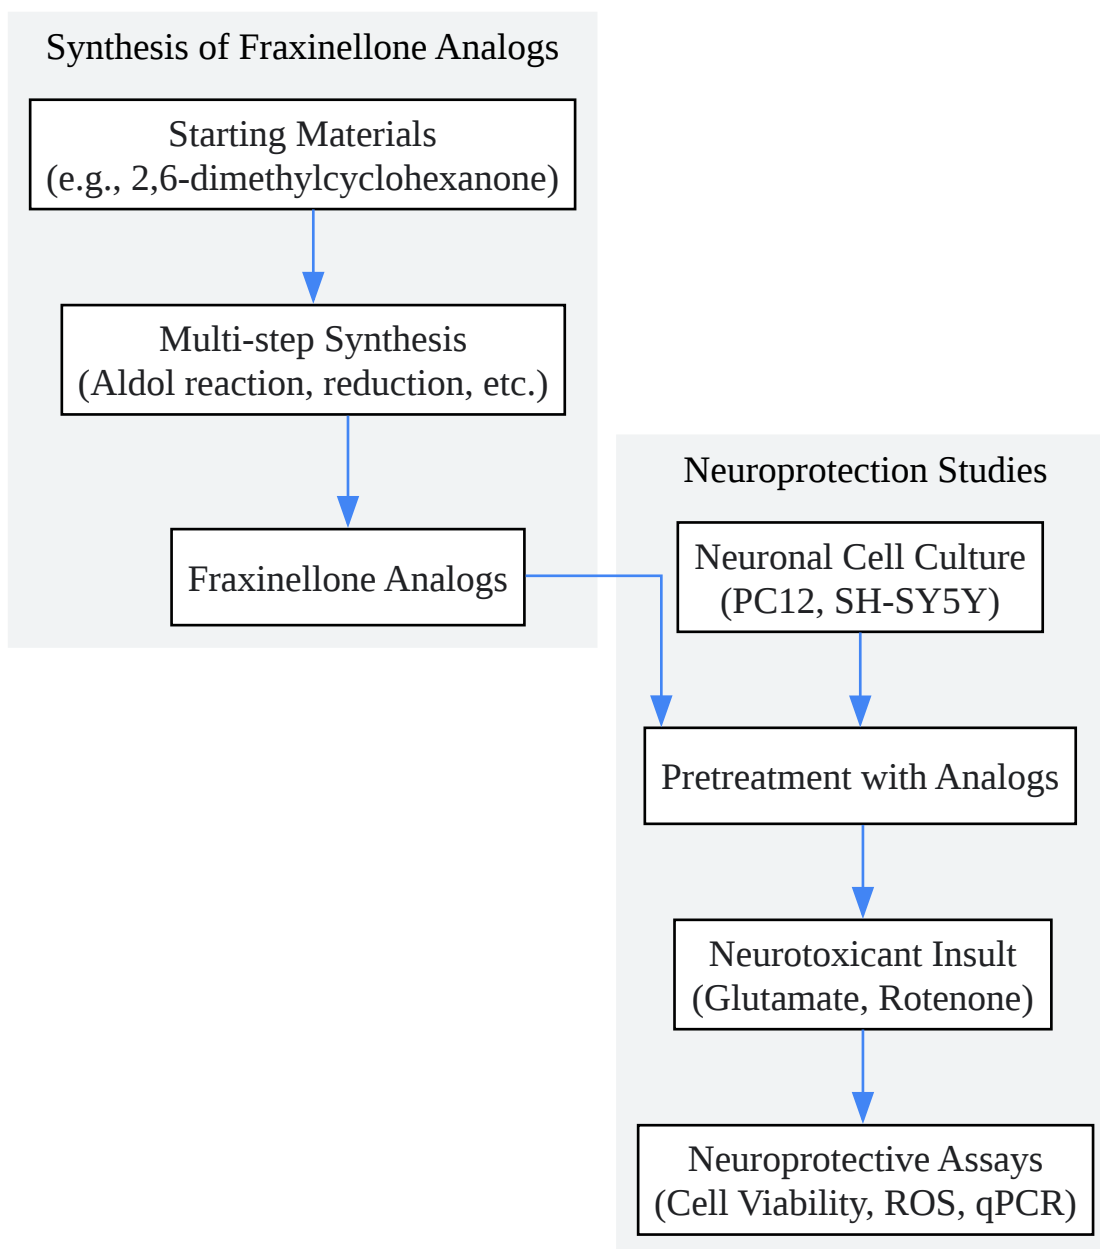 Synthesis of Fraxinellone Analogs
Starting Materials
(e.g., 2,6-dimethylcyclohexanone)
Multi-step Synthesis
(Aldol reaction, reduction, etc.)
Fraxinellone Analogs
Neuroprotection Studies
Neuronal Cell Culture
(PC12, SH-SY5Y)
Pretreatment with Analogs
Neurotoxicant Insult
(Glutamate, Rotenone)
Neuroprotective Assays
(Cell Viability, ROS, qPCR)